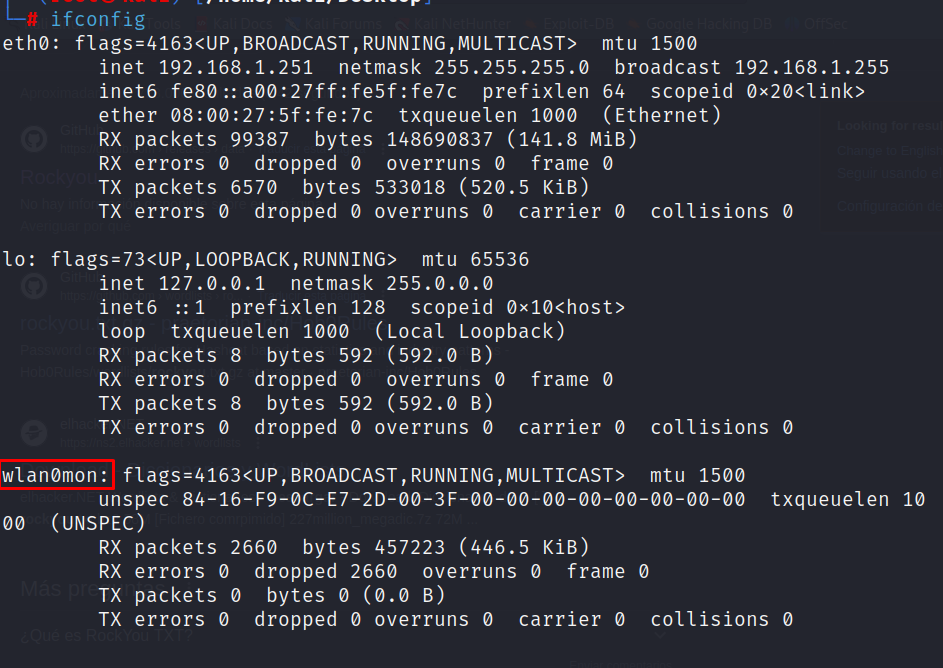 # ifconfig
eth0: flags=4163<UP,BROADCAST,RUNNING,MULTICAST>  mtu 1500
        inet 192.168.1.251  netmask 255.255.255.0  broadcast 192.168.1.255
        inet6 fe80::a00:27ff:fe5f:fe7c  prefixlen 64  scopeid 0×20<link>
        ether 08:00:27:5f:fe:7c  txqueuelen 1000  (Ethernet)
        RX packets 99387  bytes 148690837 (141.8 MiB)
        RX errors 0  dropped 0  overruns 0  frame 0
        TX packets 6570  bytes 533018 (520.5 KiB)
        TX errors 0  dropped 0 overruns 0  carrier 0  collisions 0

lo: flags=73<UP,LOOPBACK,RUNNING>  mtu 65536
        inet 127.0.0.1  netmask 255.0.0.0
        inet6 ::1  prefixlen 128  scopeid 0×10<host>
        loop  txqueuelen 1000  (Local Loopback)
        RX packets 8  bytes 592 (592.0 B)
        RX errors 0  dropped 0  overruns 0  frame 0
        TX packets 8  bytes 592 (592.0 B)
        TX errors 0  dropped 0 overruns 0  carrier 0  collisions 0

wlan0mon: flags=4163<UP,BROADCAST,RUNNING,MULTICAST>  mtu 1500
        unspec 84-16-F9-0C-E7-2D-00-3F-00-00-00-00-00-00-00-00  txqueuelen 10
00  (UNSPEC)
        RX packets 2660  bytes 457223 (446.5 KiB)
        RX errors 0  dropped 2660  overruns 0  frame 0
        TX packets 0  bytes 0 (0.0 B)
        TX errors 0  dropped 0 overruns 0  carrier 0  collisions 0